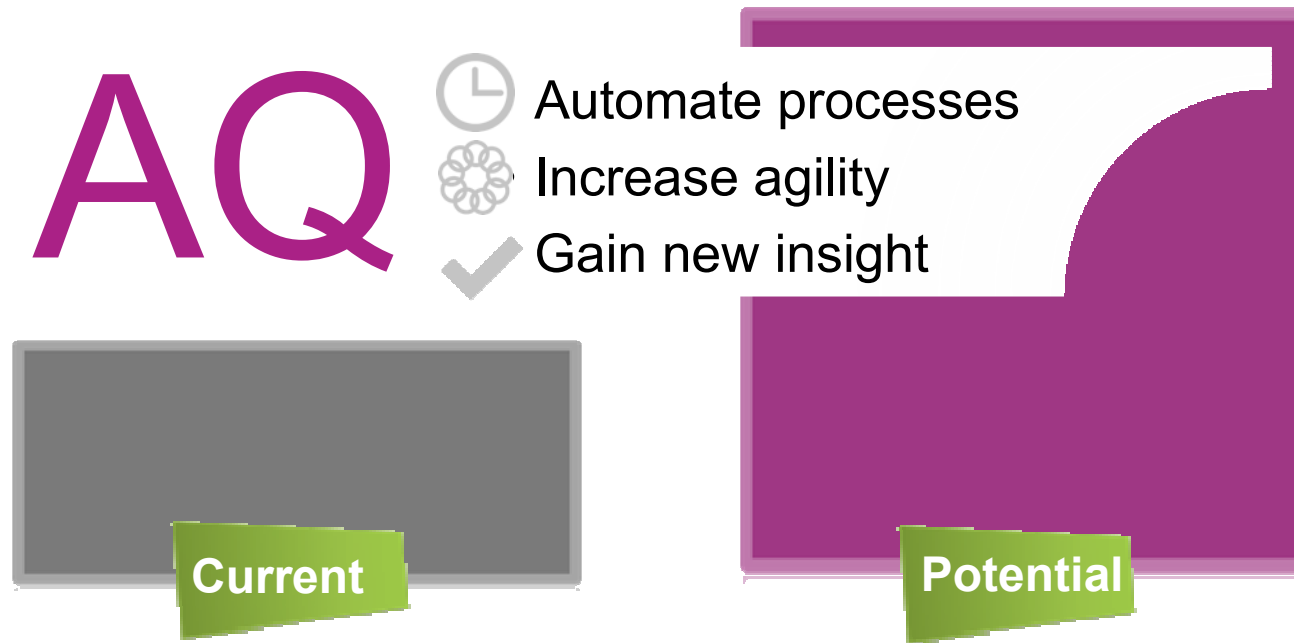 AQ
Automate processes
Increase agility
Gain new insight
Current
Potential